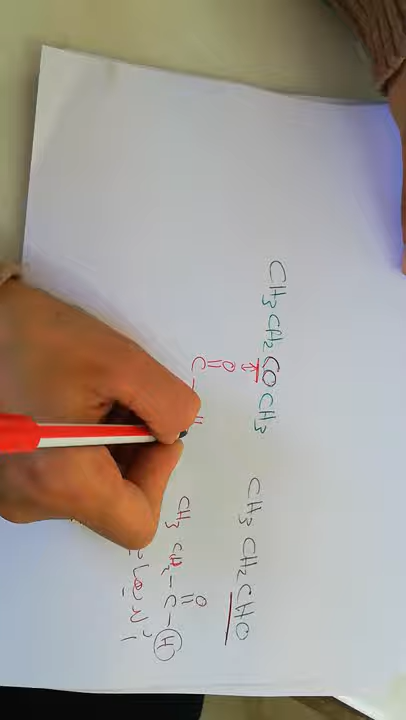 CH3 CH2 CO CH3
O
C
CH3 CH2 CHO
O
CH3 CH2 - C - H